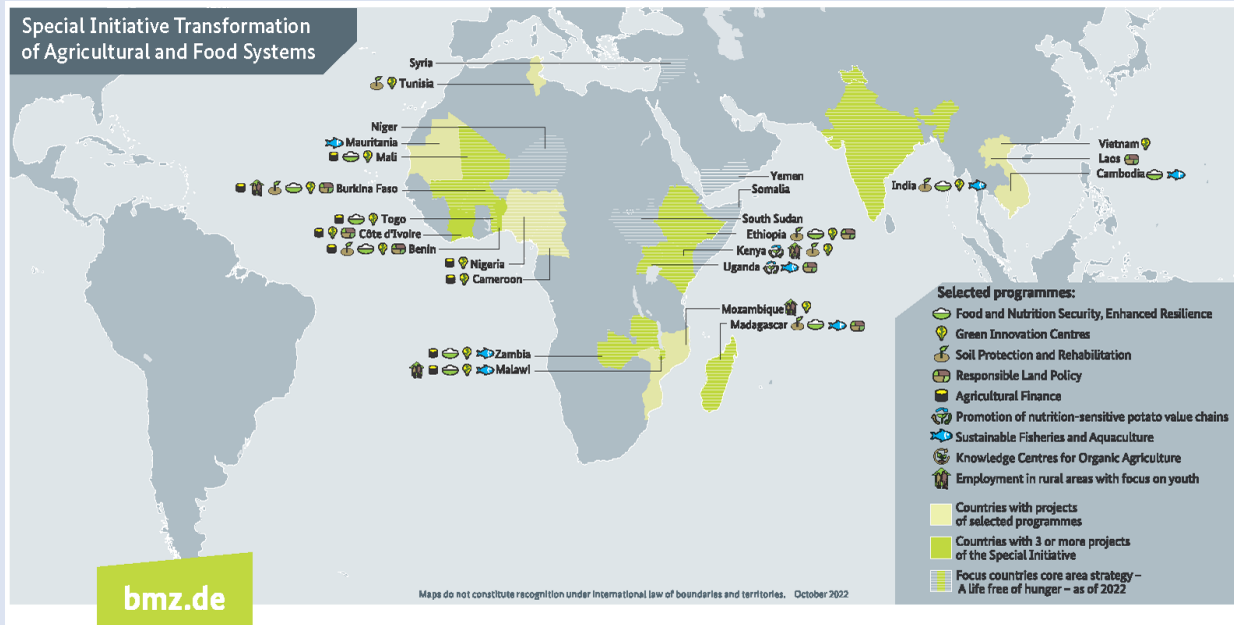 Special Initiative Transformation
of Agricultural and Food Systems
Syria
Tunisia
Niger
Mauritania
Mali
Burkina Faso
Togo
Côte d'Ivoire
Benin
Nigeria
Cameroon
Zambia
Malawi
Yemen
Somalia
South Sudan
Ethiopia
Kenya
Uganda
Mozambique
Madagascar
India
Vietnam
Laos
Cambodia
Selected programmes:
Food and Nutrition Security, Enhanced Resilience
Green Innovation Centres
Soil Protection and Rehabilitation
Responsible Land Policy
Agricultural Finance
Promotion of nutrition-sensitive potato value chains
Sustainable Fisheries and Aquaculture
Knowledge Centres for Organic Agriculture
Employment in rural areas with focus on youth
Countries with projects
of selected programmes
Countries with 3 or more projects
of the Special Initiative
Focus countries core area strategy –
A life free of hunger – as of 2022
bmz.de
Maps do not constitute recognition under international law of boundaries and territories. October 2022